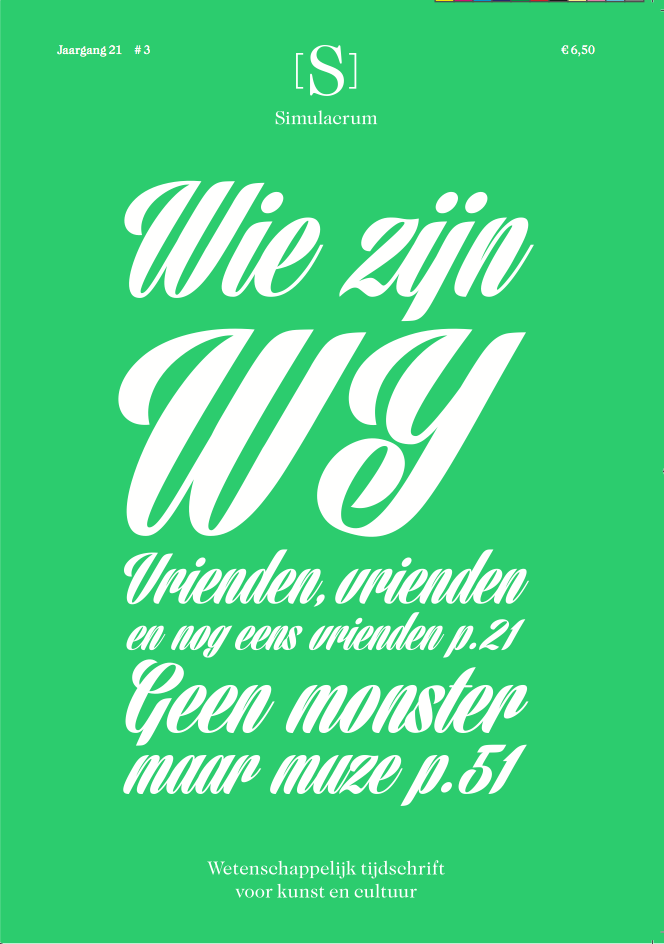 Jaargang 21 # 3
€ 6,50
[S]
Simulacrum
Wie zijn
WY
Vrienden, vrienden
en nog eens vrienden p.21
Geen monster
maar muze p.51
Wetenschappelijk tijdschrift
voor kunst en cultuur